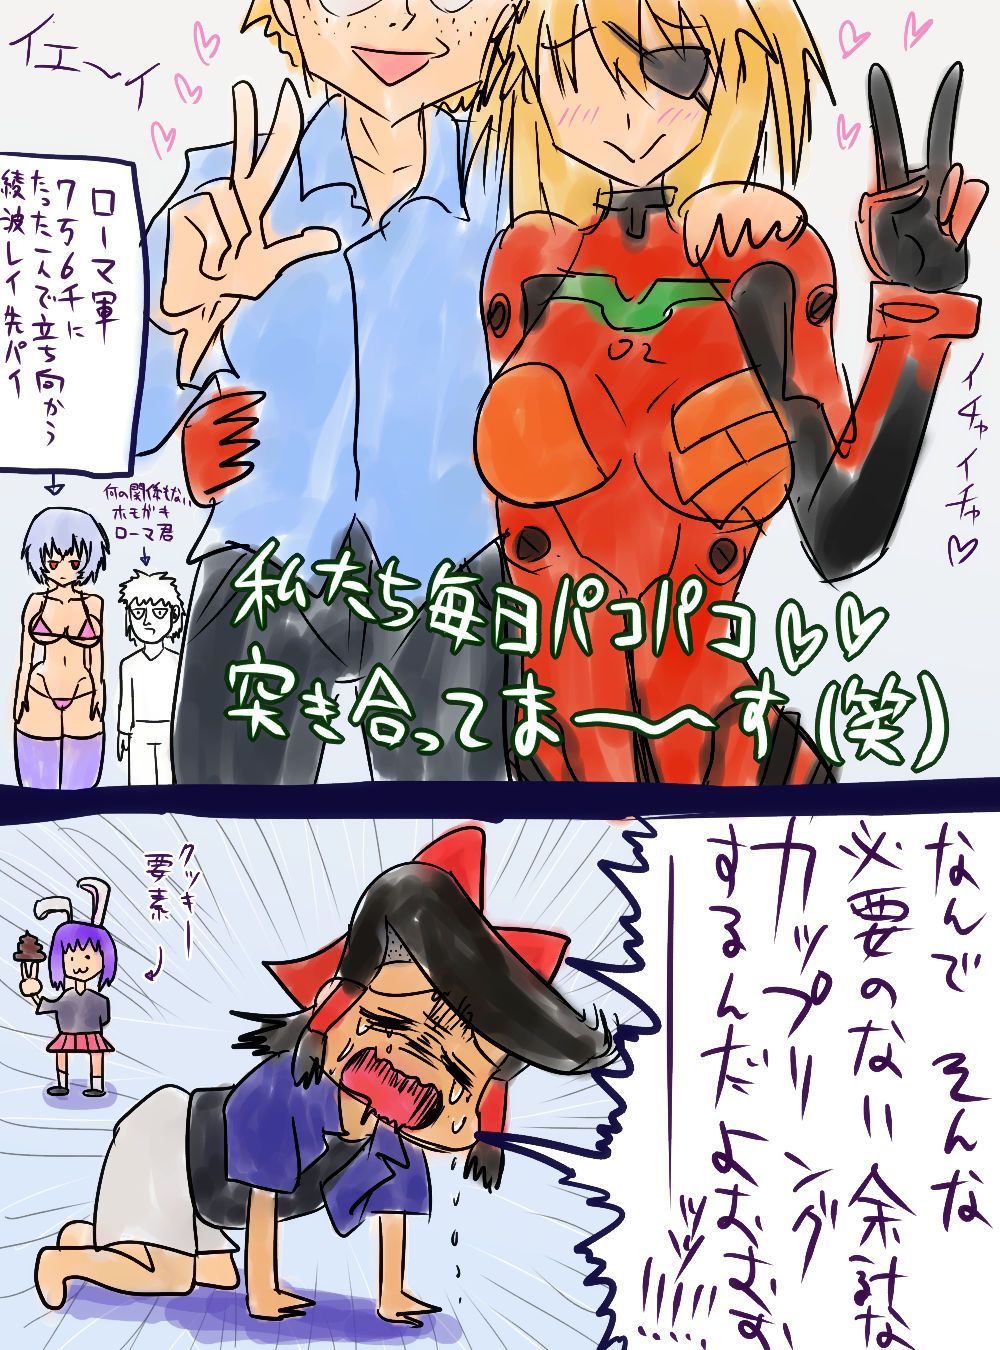 イエ〜イ
ローマ軍
7万6千に
たった一人で立ち向かう
綾波レイ先パイ
何の関係もない
ホモガキ
ローマ君
02
イチャイチャ♡
私たち毎日パコパコ♡♡
突き合ってま〜〜す(笑)
なんで そんな
必要のない余計な
カップリング
するんだよおおおおッッ!!!!!
クッキー☆
要素